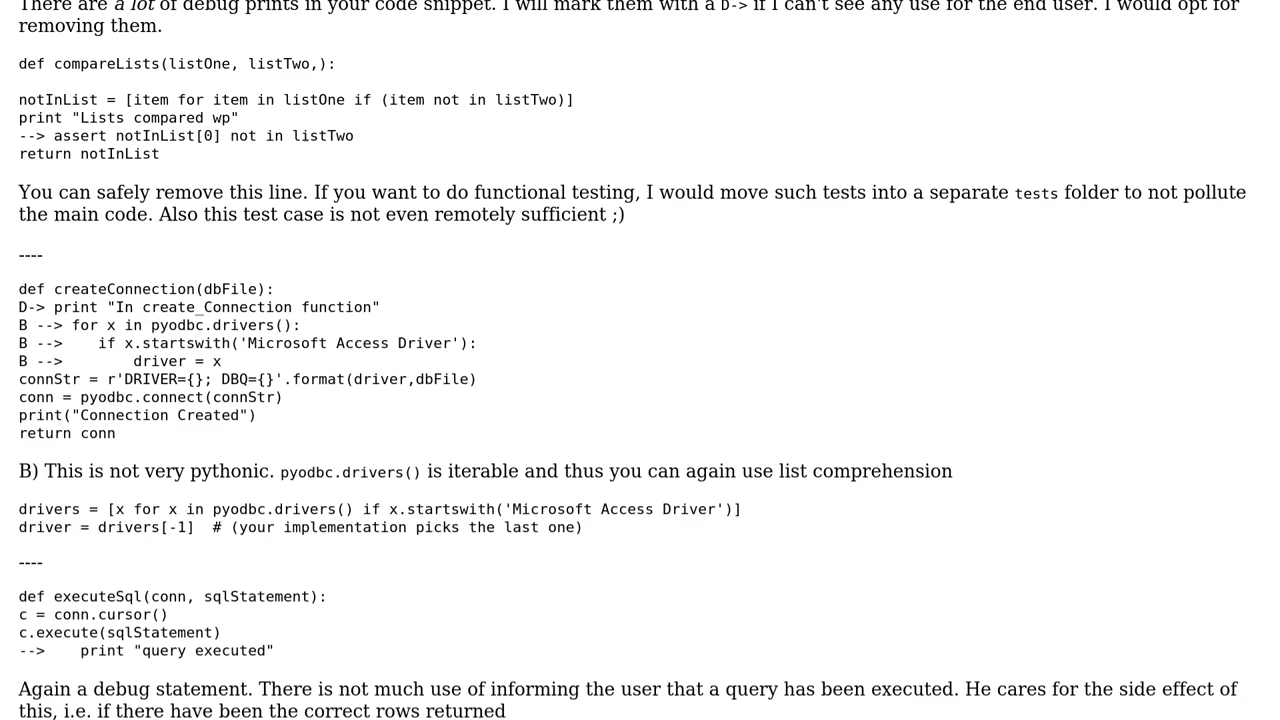 There are a lot of debug prints in your code snippet. I will mark them with a D-> if I can't see any use for the end user. I would opt for
removing them.
def compareLists(listOne, listTwo,):
notInList = [item for item in listOne if (item not in listTwo)]
print "Lists compared wp"
--> assert notInList[0] not in listTwo
return notInList
You can safely remove this line. If you want to do functional testing, I would move such tests into a separate tests folder to not pollute
the main code. Also this test case is not even remotely sufficient ;)
----
def createConnection(dbFile):
D-> print "In create_Connection function"
B --> for x in pyodbc.drivers():
B -->    if x.startswith('Microsoft Access Driver'):
B -->        driver = x
connStr = r'DRIVER={}; DBQ={}'.format(driver,dbFile)
conn = pyodbc.connect(connStr)
print("Connection Created")
return conn
B) This is not very pythonic. pyodbc.drivers() is iterable and thus you can again use list comprehension
drivers = [x for x in pyodbc.drivers() if x.startswith('Microsoft Access Driver')]
driver = drivers[-1]  # (your implementation picks the last one)
----
def executeSql(conn, sqlStatement):
c = conn.cursor()
c.execute(sqlStatement)
-->    print "query executed"
Again a debug statement. There is not much use of informing the user that a query has been executed. He cares for the side effect of
this, i.e. if there have been the correct rows returned